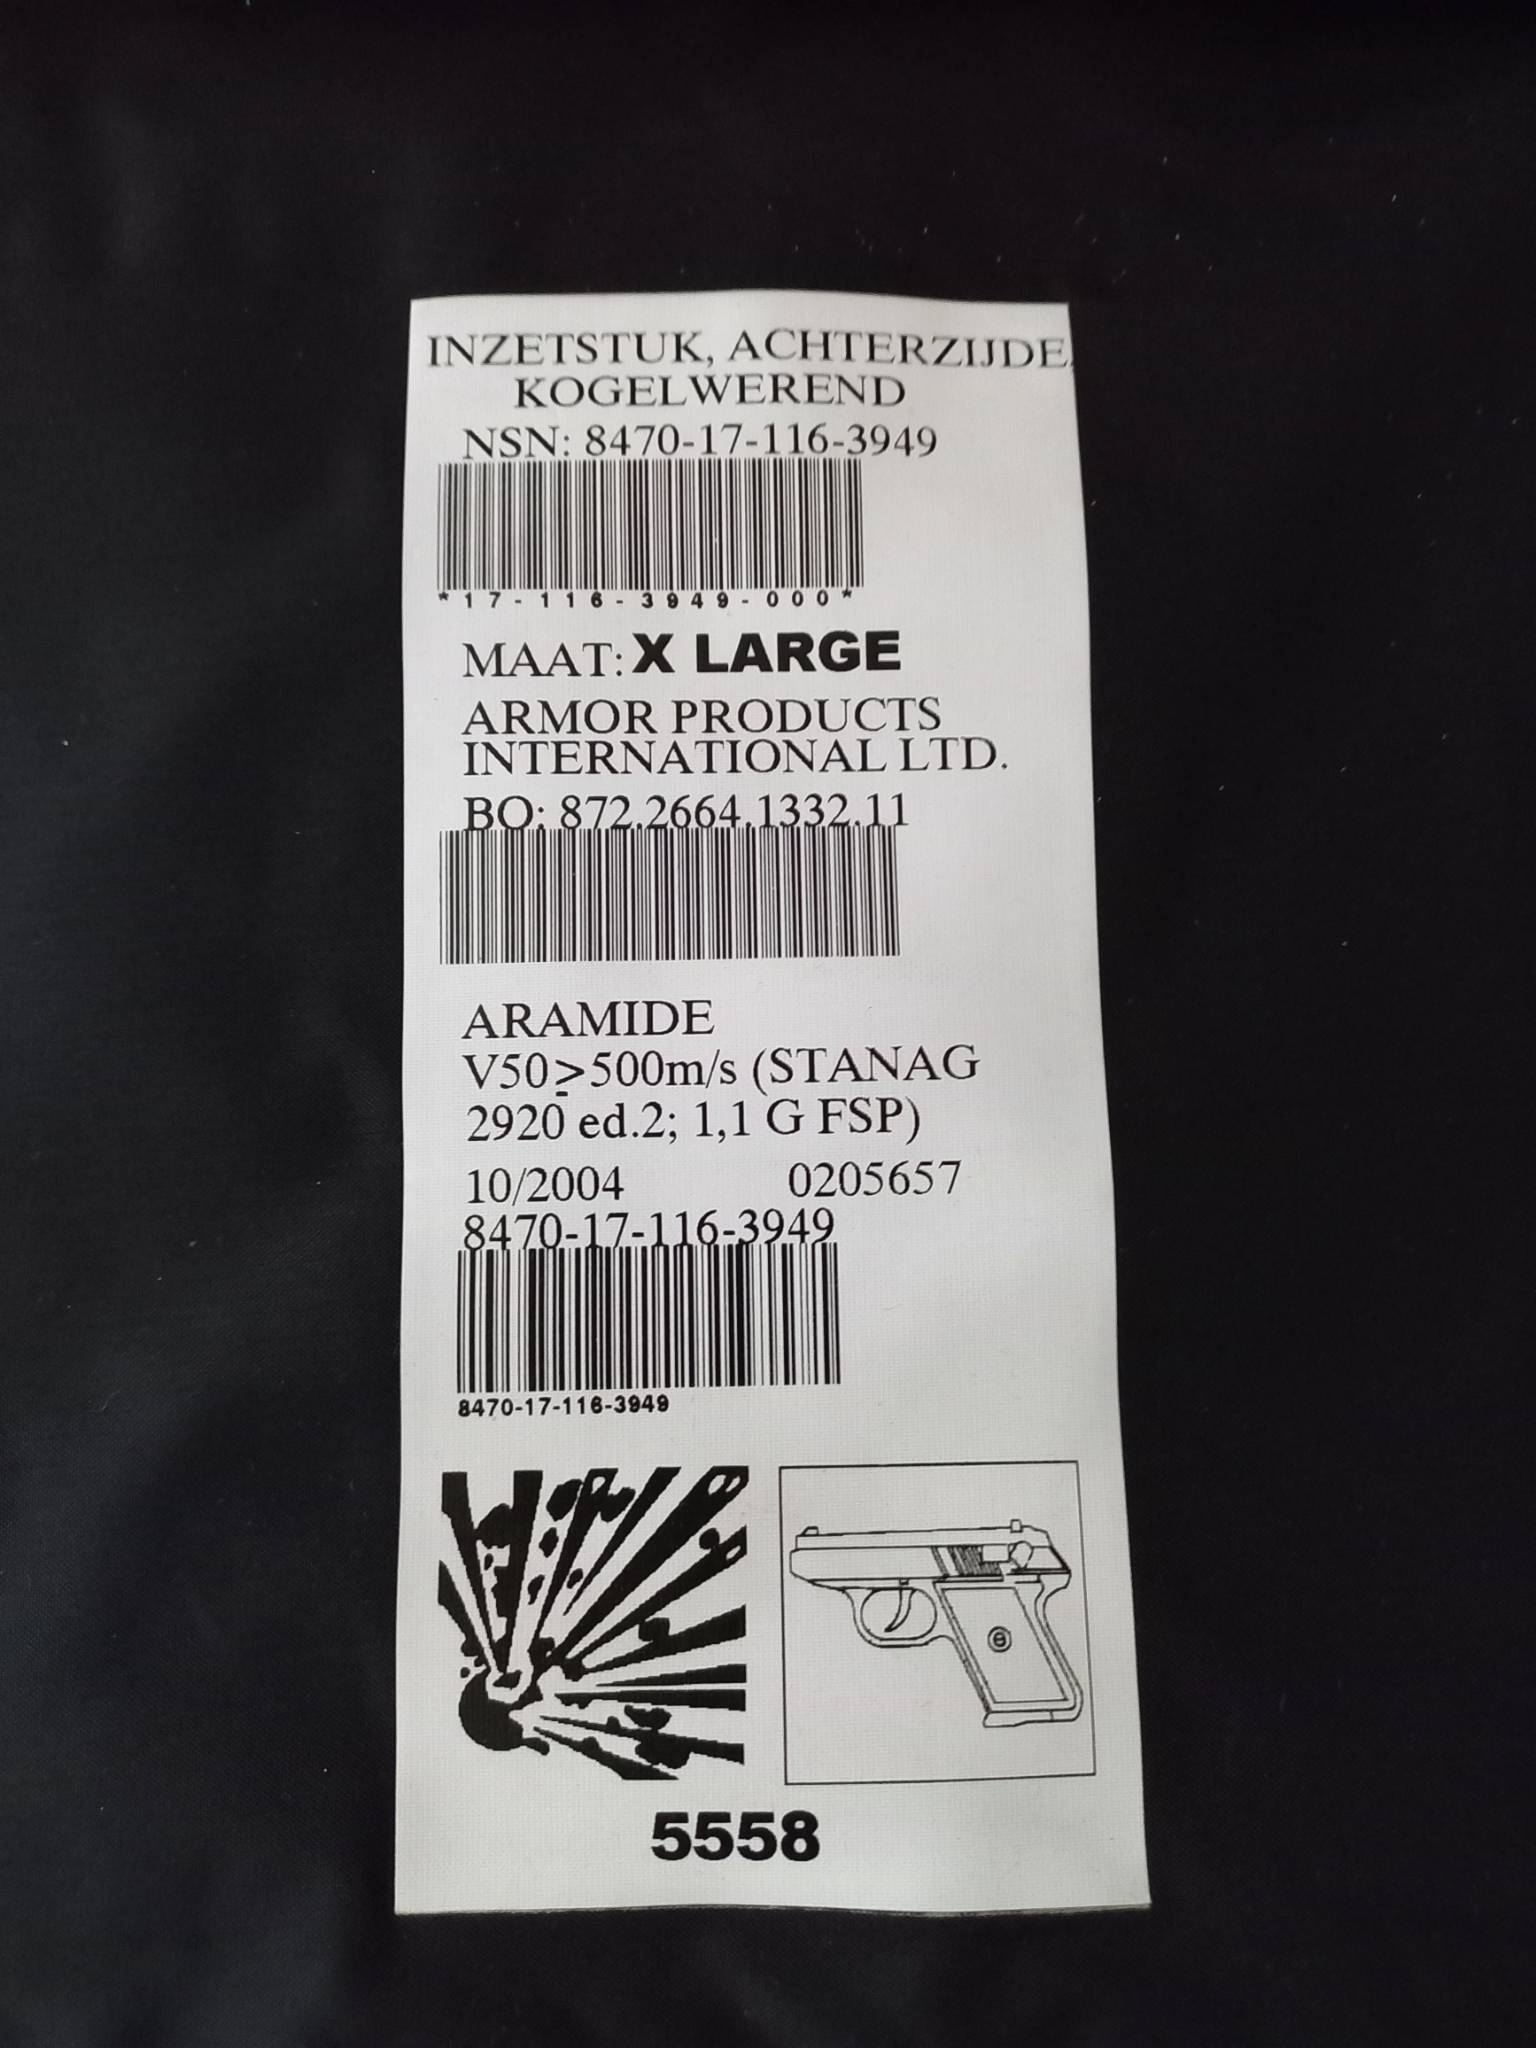 INZETSTUK, ACHTERZIJDE,
KOGELWEREND
NSN: 8470-17-116-3949
*17-116-3949-000*
MAAT: X LARGE
ARMOR PRODUCTS
INTERNATIONAL LTD.
BO: 872.2664.1332.11
ARAMIDE
V50≥500m/s (STANAG
2920 ed.2; 1,1 G FSP)
10/2004 0205657
8470-17-116-3949
8470-17-116-3949
5558